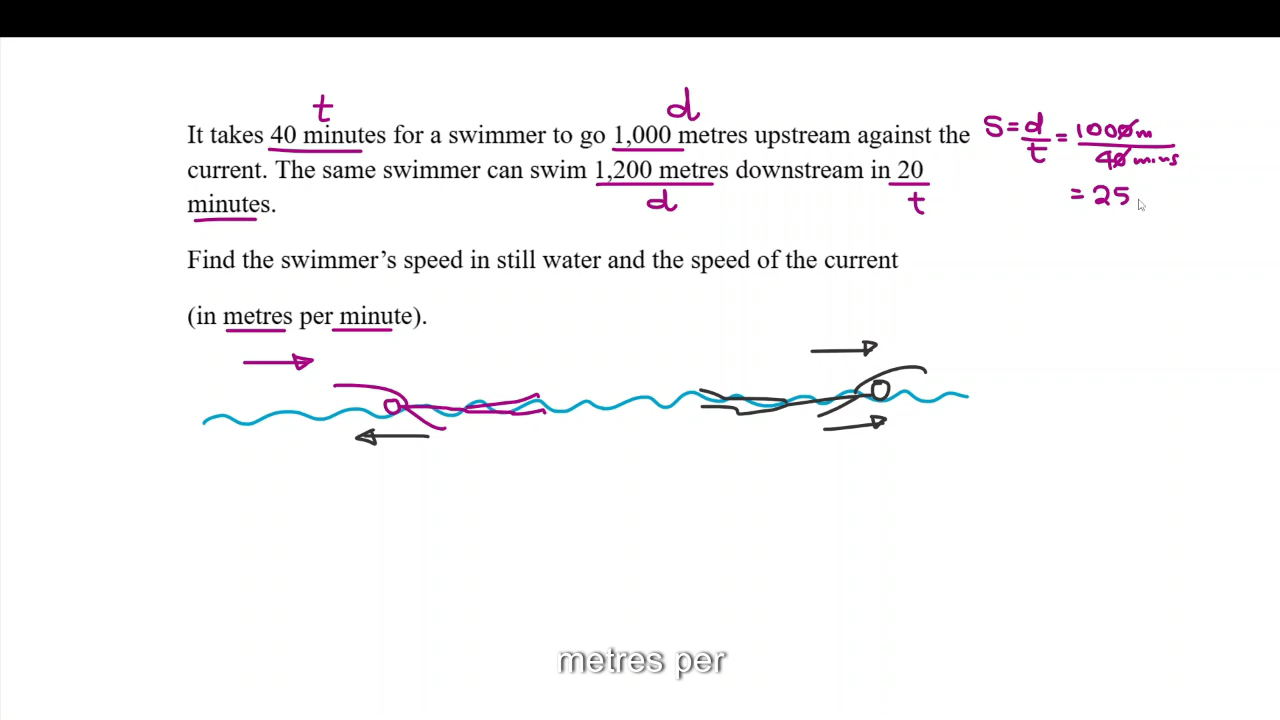 t
d
It takes 40 minutes for a swimmer to go 1,000 metres upstream against the
current. The same swimmer can swim 1,200 metres downstream in 20
minutes.
d
t
S = d/t = 1000m/40mins
= 25
Find the swimmer’s speed in still water and the speed of the current
(in metres per minute).
metres per